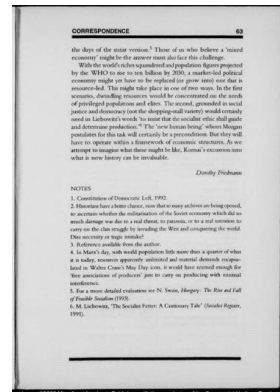 CORRESPONDENCE 63
the days of the storm version.² Those of us who believe a 'mixed
economy' might be the answer must also face this challenge.
With the world's riches squandered and population figures projected
by the WHO to rise to ten billion by 2030, a market-led political
economy might yet have to be replaced (or grow into) one that is
resource-led. This might take place in one of two ways. In the first
scenario, dwindling resources would be concentrated on the needs
of privileged populations and elites. The second, grounded in social
justice and democracy (not the shopping-mall variety) would certainly
need in Liebowitz's words 'to insist that the socialist ethic shall guide
and determine production.' The 'new human being' where Morgan
postulates for this task will certainly be a precondition. But they will
have to operate within a framework of economic structures. As we
attempt to imagine what these might be like, Kornai's excursion into
what is now history can be invaluable.
Dorothy Friedmann
NOTES
1. Constitution of Democratic Left, 1992.
2. Historians have a better chance, now that so many archives are being opened,
to ascertain whether the militarisation of the Soviet economy which did so
much damage was due to a real threat, to paranoia, or to a real intention to
carry on the class struggle by invading the West and conquering the world.
Dire necessity or tragic mistake?
3. Reference available from the author.
4. In Marx's day, with world population little more than a quarter of what
it is today, resources apparently unlimited and material demands encapsu-
lated in Walter Crane's May Day icon, it would have seemed enough for
'free associations of producers' just to carry on producing with mutual
interference.
5. For a more detailed evaluation see N. Swain, Hungary: The Rise and Fall
of Feasible Socialism (1993).
6. M. Liebowitz, 'The Socialist Fetter: A Cautionary Tale' (Socialist Register,
1991).